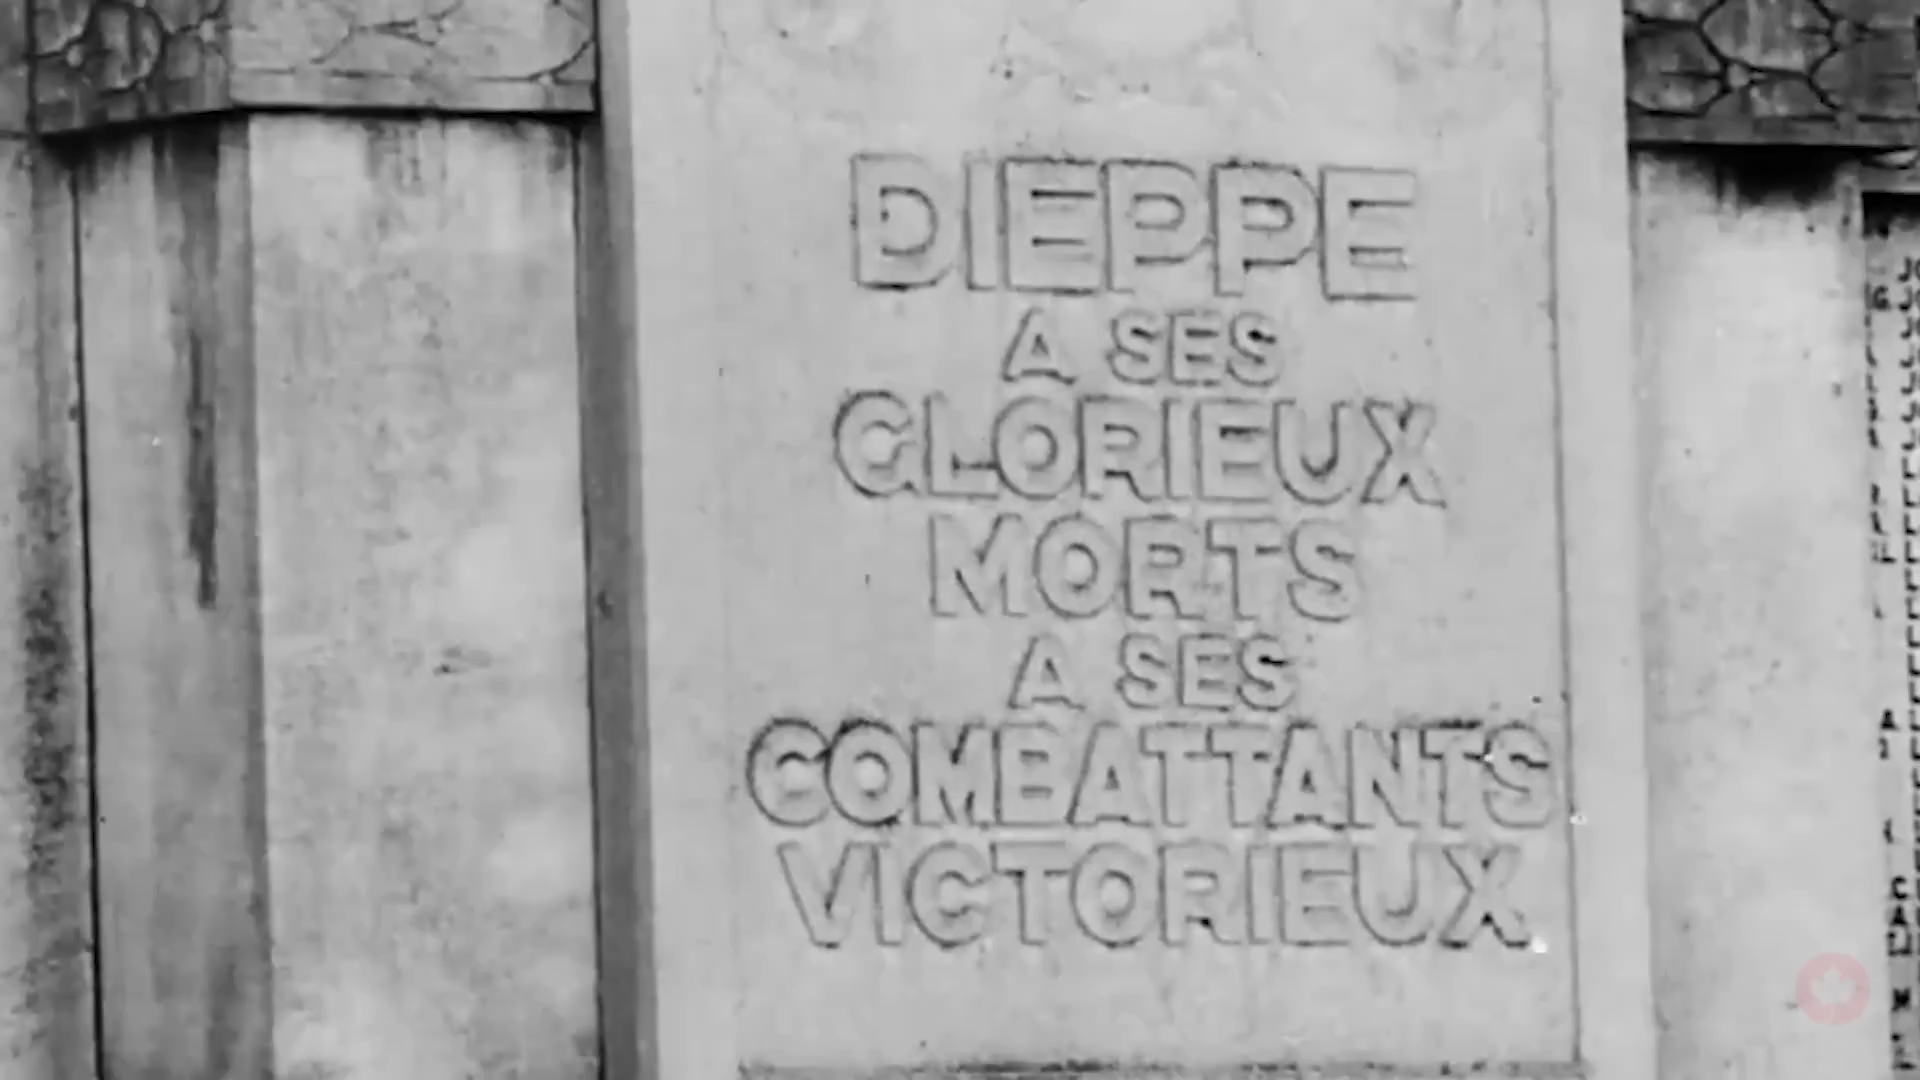 DIEPPE
A SES
GLORIEUX
MORTS
A SES
COMBATTANTS
VICTORIEUX